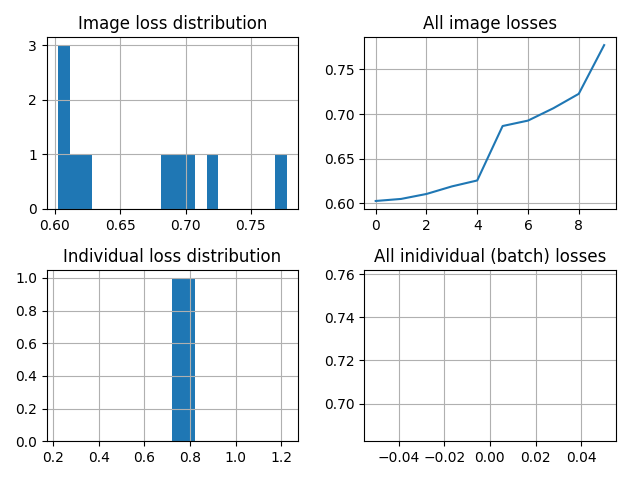 Image loss distribution
3
2
1
0
0.60 0.65 0.70 0.75
All image losses
0.75
0.70
0.65
0.60
0 2 4 6 8
Individual loss distribution
1.0
0.8
0.6
0.4
0.2
0.0
0.2 0.4 0.6 0.8 1.0 1.2
All inidividual (batch) losses
0.76
0.74
0.72
0.70
−0.04 −0.02 0.00 0.02 0.04